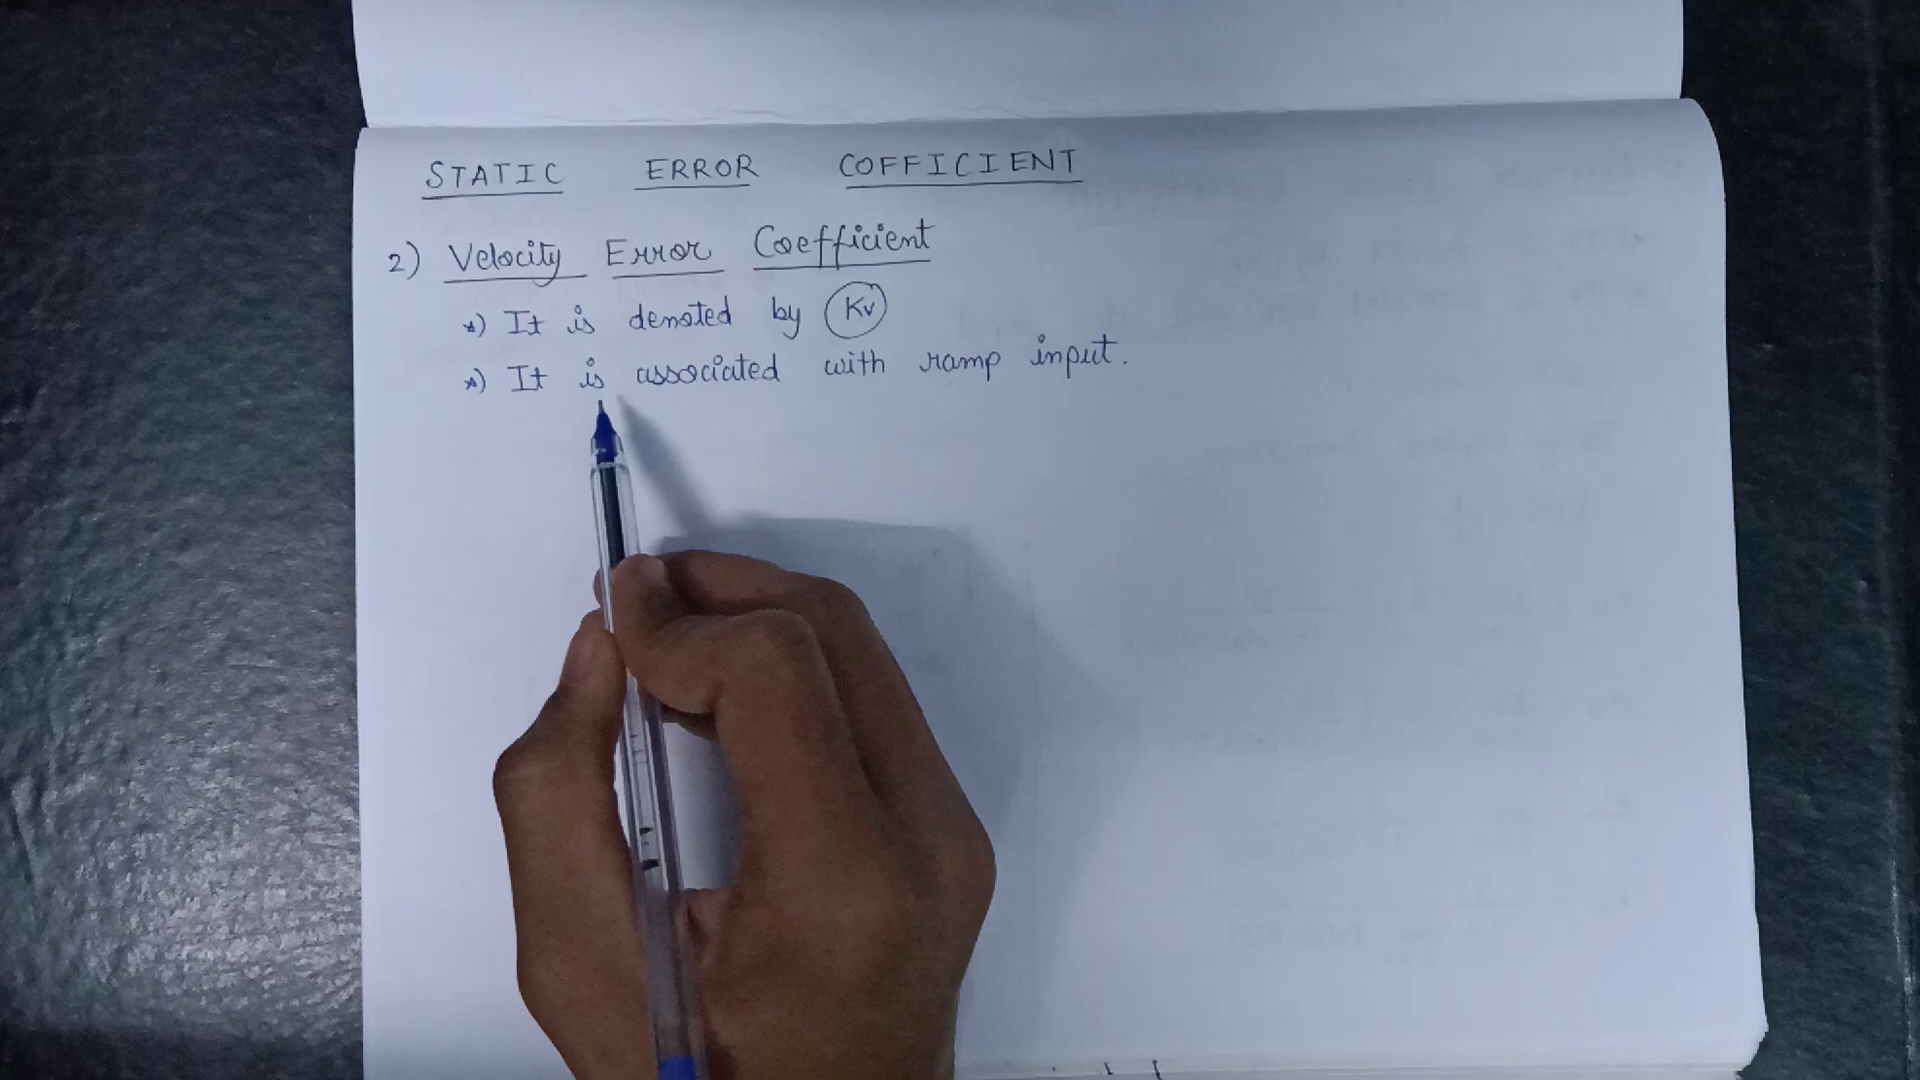 STATIC ERROR COFFICIENT
2) Velocity Error Coefficient
*) It is denoted by Kv
*) It is associated with ramp input.